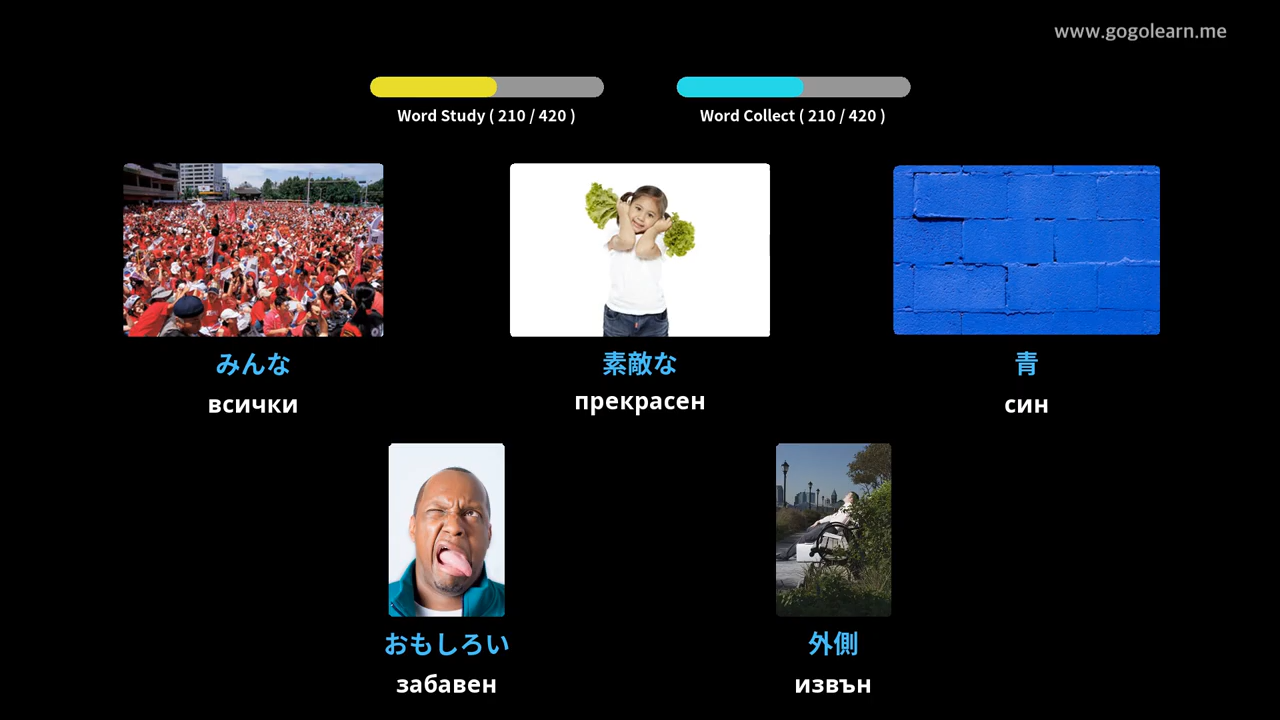 www.gogolearn.me
Word Study ( 210 / 420 )
Word Collect ( 210 / 420 )
みんな
всички
素敵な
прекрасен
青
син
おもしろい
забавен
外側
извън